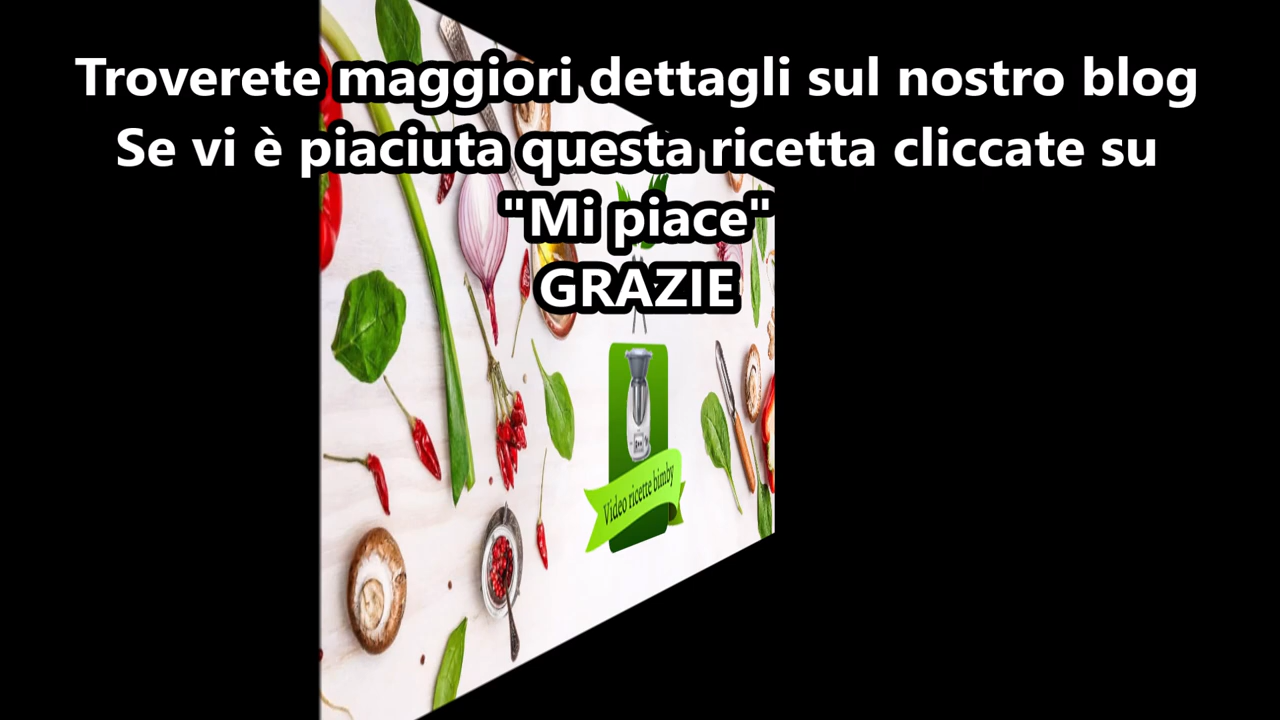 Troverete maggiori dettagli sul nostro blog
Se vi è piaciuta questa ricetta cliccate su
"Mi piace"
GRAZIE
Video ricette bimby